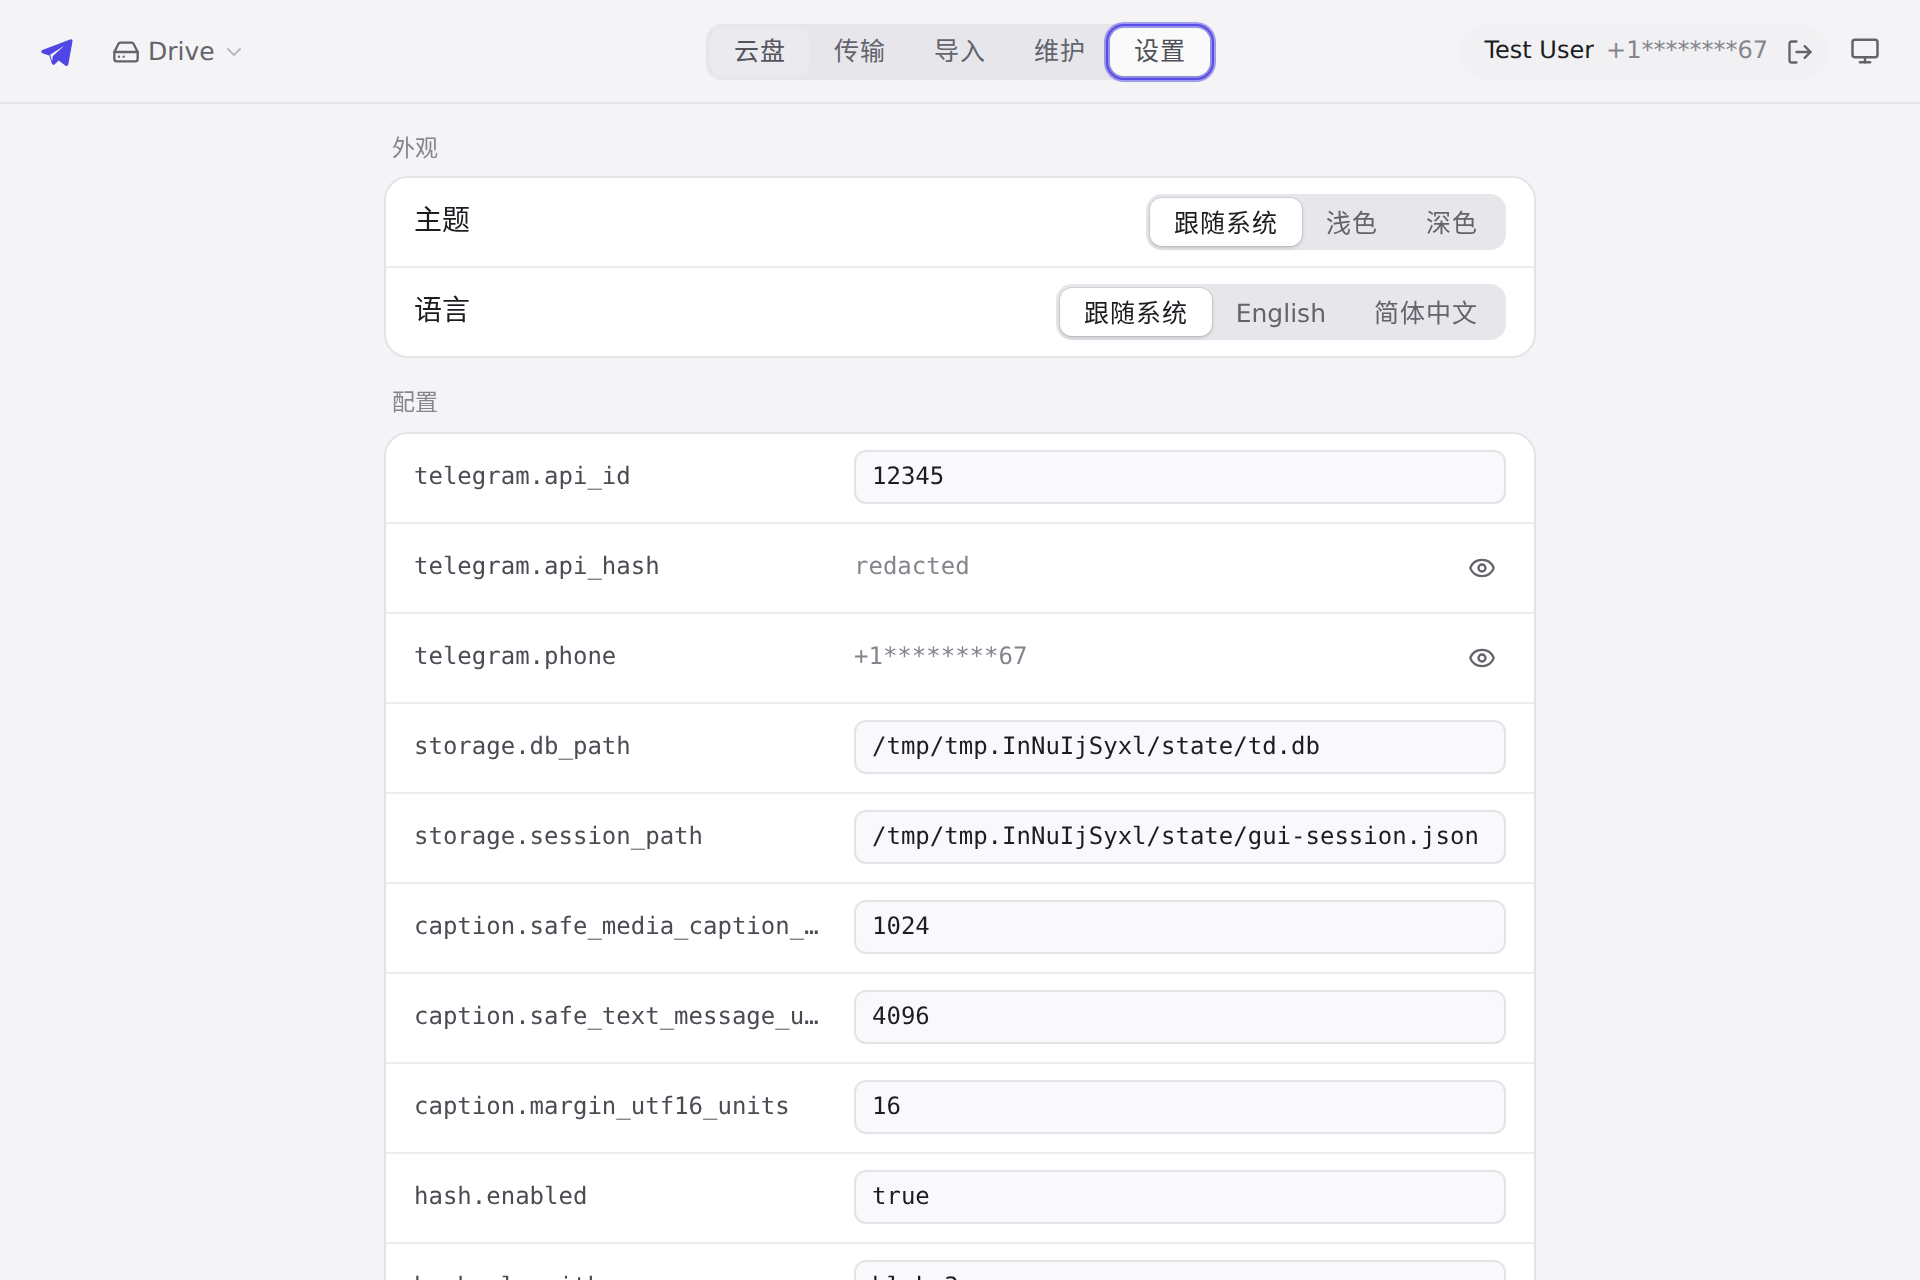 Drive
云盘 传输 导入 维护 设置
Test User +1********67
外观
主题
跟随系统 浅色 深色
语言
跟随系统 English 简体中文
配置
telegram.api_id 12345
telegram.api_hash redacted
telegram.phone +1********67
storage.db_path /tmp/tmp.InNuIjSyxl/state/td.db
storage.session_path /tmp/tmp.InNuIjSyxl/state/gui-session.json
caption.safe_media_caption_… 1024
caption.safe_text_message_u… 4096
caption.margin_utf16_units 16
hash.enabled true